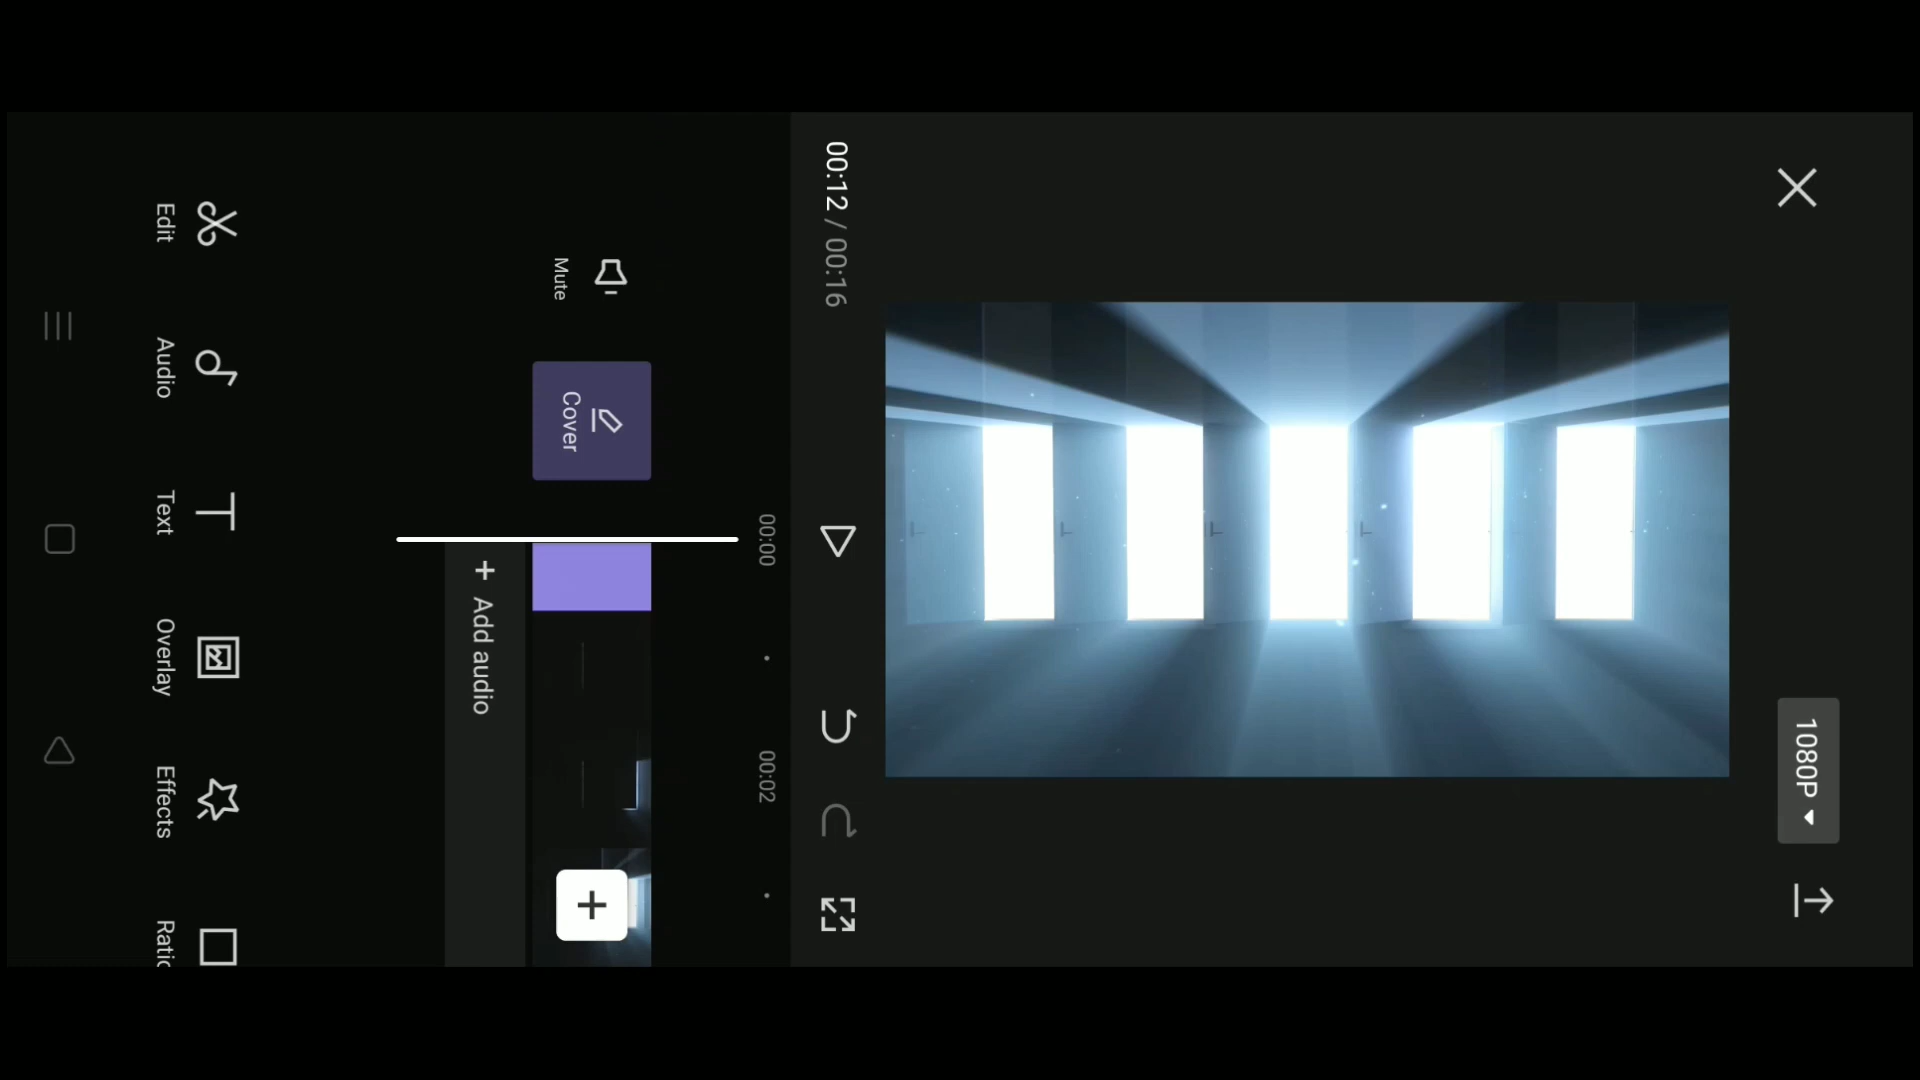 1080P
00:12 / 00:16
00:00
00:02
Mute
Cover
+ Add audio
Edit
Audio
Text
Overlay
Effects
Ratio